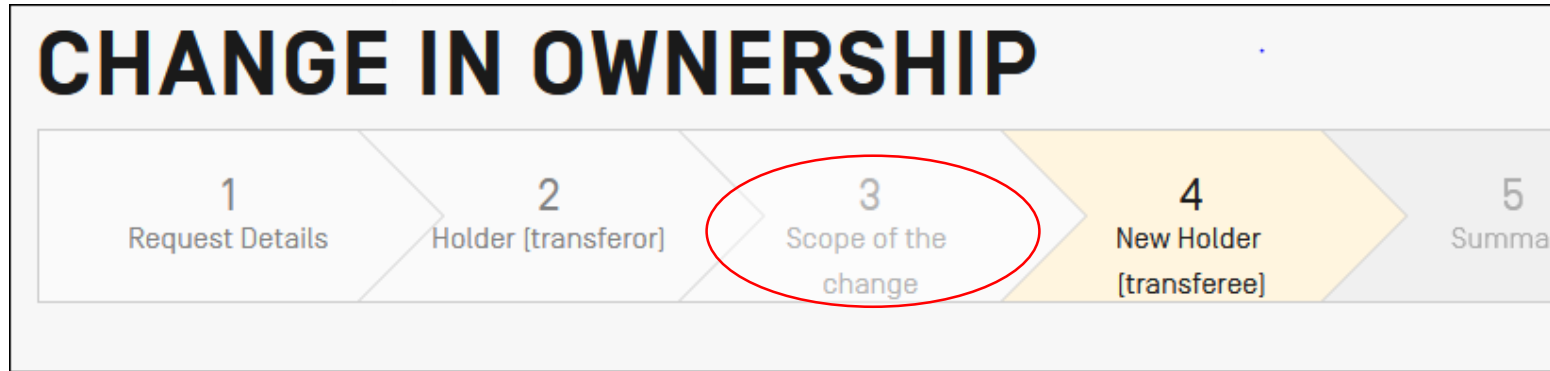 CHANGE IN OWNERSHIP
1
Request Details
2
Holder [transferor]
3
Scope of the
change
4
New Holder
[transferee]
5
Summa